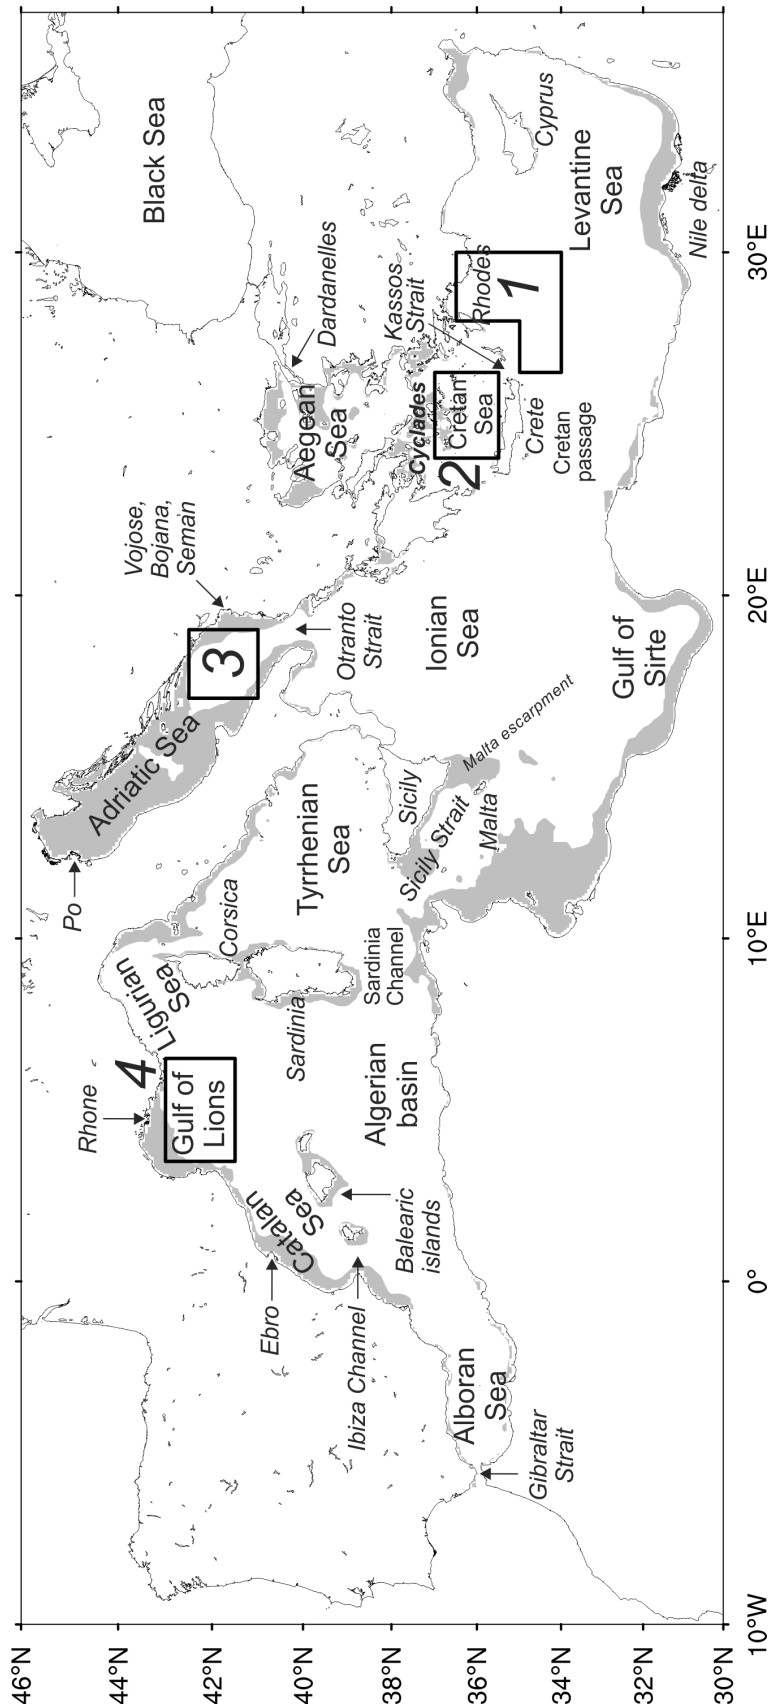 Black Sea
Dardanelles
Aegean
Sea
Kassos
Strait
Rhodes
1
Cyprus
Levantine
Sea
Nile delta
Cyclades
Cretan
Sea
2
Crete
Cretan
passage
Vojose,
Bojana,
Seman
3
Otranto
Strait
Ionian
Sea
Gulf of
Sirte
Malta escarpment
Adriatic Sea
Po
Tyrrhenian
Sea
Sicily
Sicily Strait
Malta
Corsica
Ligurian
Sea
Sardinia
Sardinia
Channel
Rhone
4
Gulf of
Lions
Algerian
basin
Catalan
Sea
Balearic
islands
Ebro
Ibiza Channel
Alboran
Sea
Gibraltar
Strait
46°N
44°N
42°N
40°N
38°N
36°N
34°N
32°N
30°N
10°W
0°
10°E
20°E
30°E